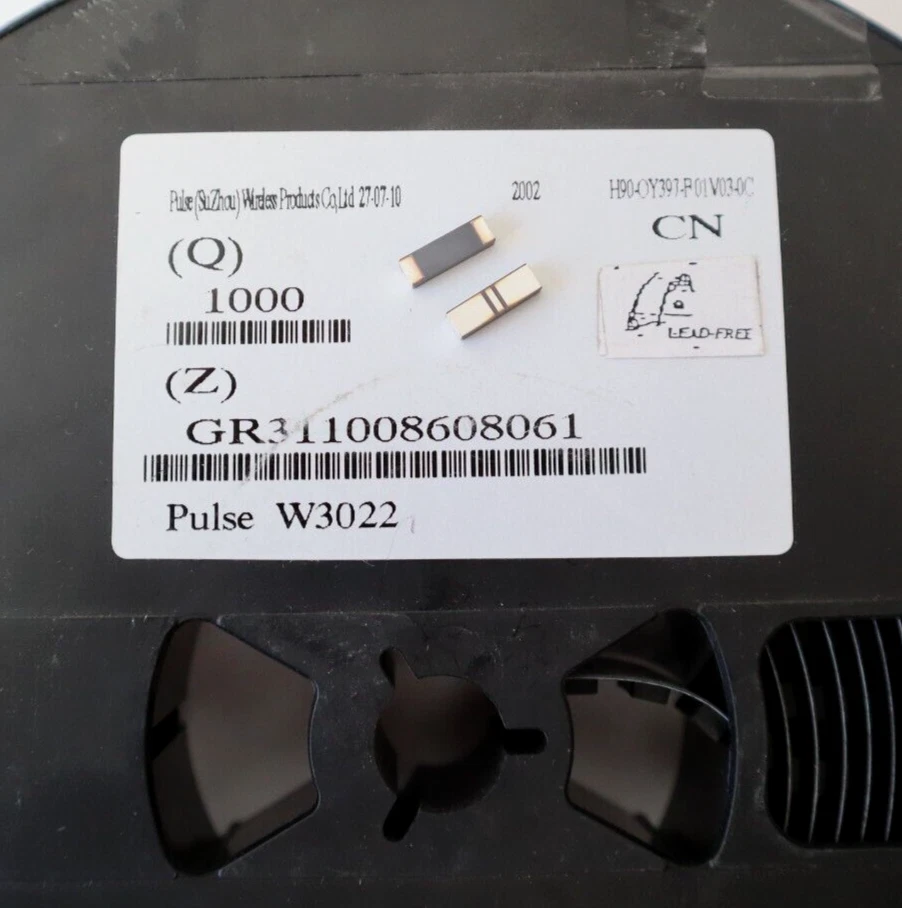 Pulse (SuZhou) Wireless Products Co,Ltd 27-07-10 2002 H90-OY397-P01V03-0C
(Q) CN
1000
LEAD-FREE
(Z)
GR311008608061
Pulse W3022